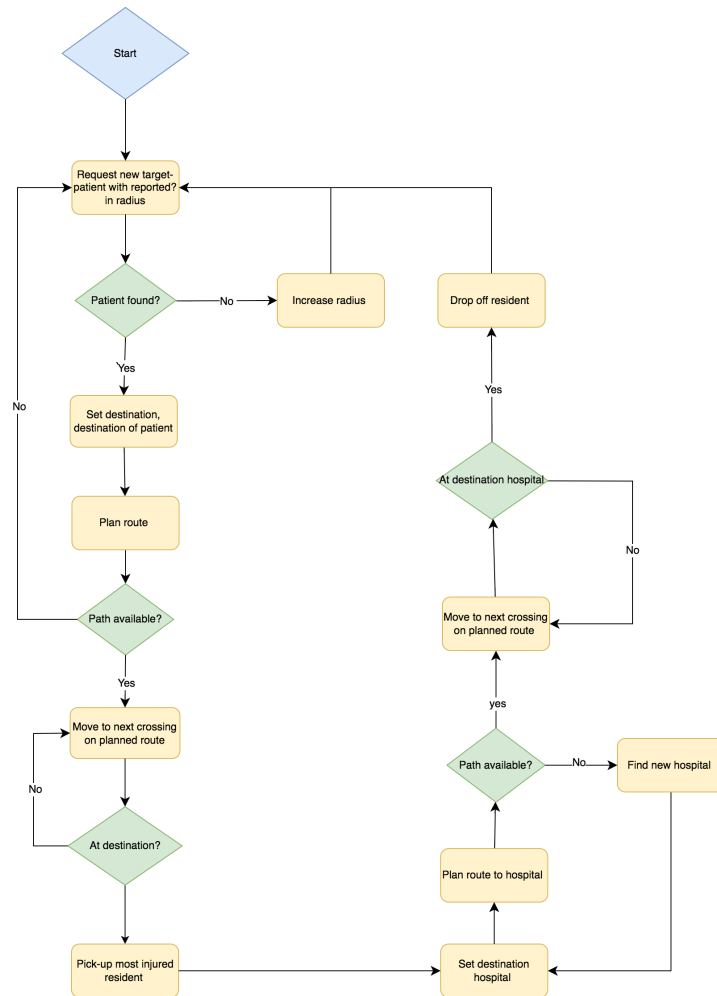 Start
Request new target-
patient with reported?
in radius
Patient found?
No
Increase radius
Drop off resident
Yes
Yes
No
Set destination,
destination of patient
At destination hospital
Plan route
No
Path available?
Move to next crossing
on planned route
Yes
yes
Move to next crossing
on planned route
Path available?
No
Find new hospital
No
At destination?
Plan route to hospital
Pick-up most injured
resident
Set destination
hospital